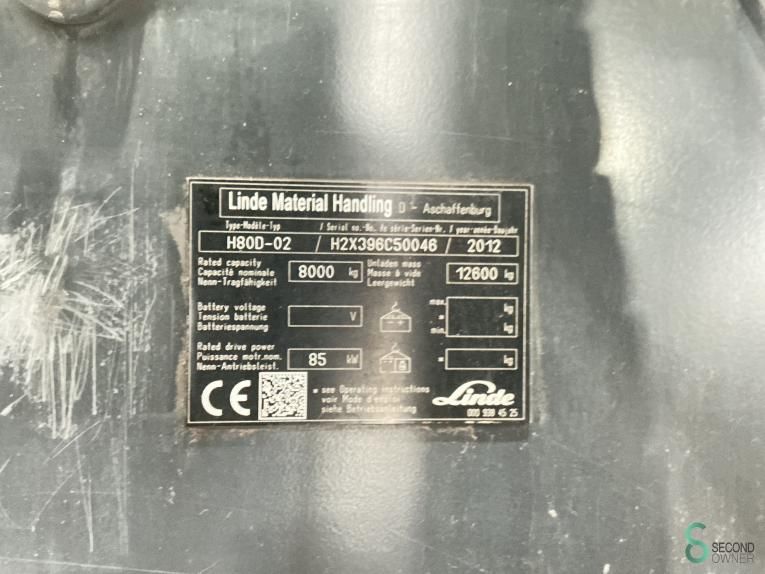 Linde Material Handling D - Aschaffenburg
Type-Modèle-Typ / Serial no.-No. de série-Serien-Nr. / year-année-Baujahr
H80D-02 / H2X396C50046 / 2012
Rated capacity
Capacité nominale
Nenn-Tragfähigkeit
8000 kg
Unladen mass
Masse à vide
Leergewicht
12600 kg
Battery voltage
Tension batterie
Batteriespannung
V
max.
=
min.
kg
kg
Rated drive power
Puissance motr.nom.
Nenn-Antriebsleist.
85 kW
= kg
CE
= see Operating instructions
voir Mode d'emploi
siehe Betriebsanleitung
Linde
000 938 45 25
SECOND
OWNER